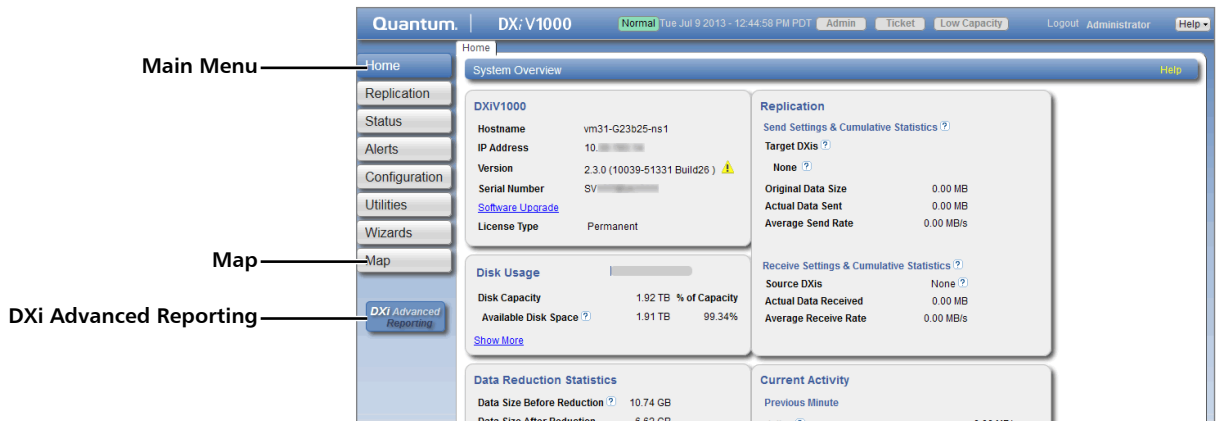 Quantum. | DXi V1000 Normal Tue Jul 9 2013 - 12:44:58 PM PDT Admin Ticket Low Capacity Logout Administrator Help
Home
Main Menu
Home
Replication
Status
Alerts
Configuration
Utilities
Wizards
Map
Map
DXi Advanced Reporting
DXi Advanced
Reporting
System Overview Help
DXiV1000
Hostname vm31-G23b25-ns1
IP Address 10.
Version 2.3.0 (10039-51331 Build26 )
Serial Number SV
Software Upgrade
License Type Permanent
Disk Usage
Disk Capacity 1.92 TB % of Capacity
Available Disk Space ? 1.91 TB 99.34%
Show More
Data Reduction Statistics
Data Size Before Reduction ? 10.74 GB
Data Size After Reduction 6.62 GB
Replication
Send Settings & Cumulative Statistics ?
Target DXis ?
None ?
Original Data Size 0.00 MB
Actual Data Sent 0.00 MB
Average Send Rate 0.00 MB/s
Receive Settings & Cumulative Statistics ?
Source DXis None ?
Actual Data Received 0.00 MB
Average Receive Rate 0.00 MB/s
Current Activity
Previous Minute